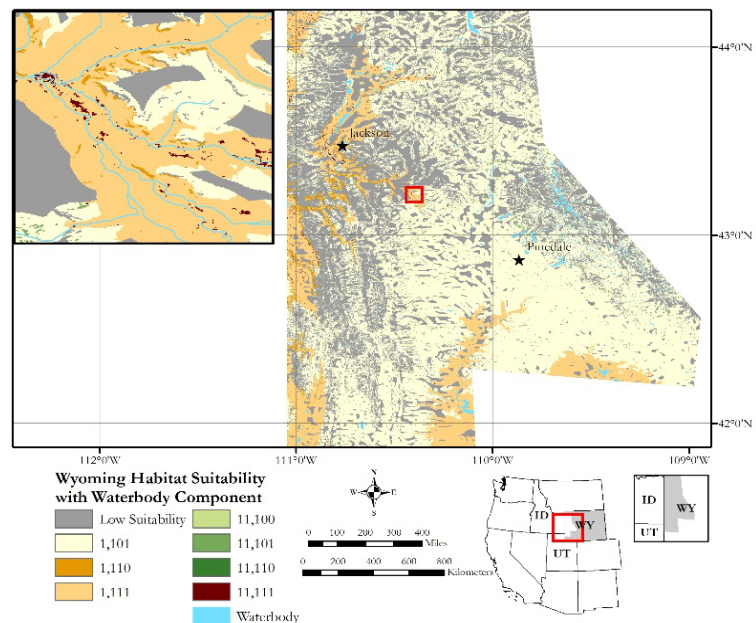 44°0'N
Jackson
43°0'N
Pinedale
42°0'N
112°0'W
111°0'W
110°0'W
109°0'W
Wyoming Habitat Suitability
with Waterbody Component
Low Suitability
1,101
1,110
1,111
11,100
11,101
11,110
11,111
Waterbody
N
W
E
S
0 100 200 300 400
Miles
0 200 400 600 800
Kilometers
ID
WY
UT
ID
WY
UT